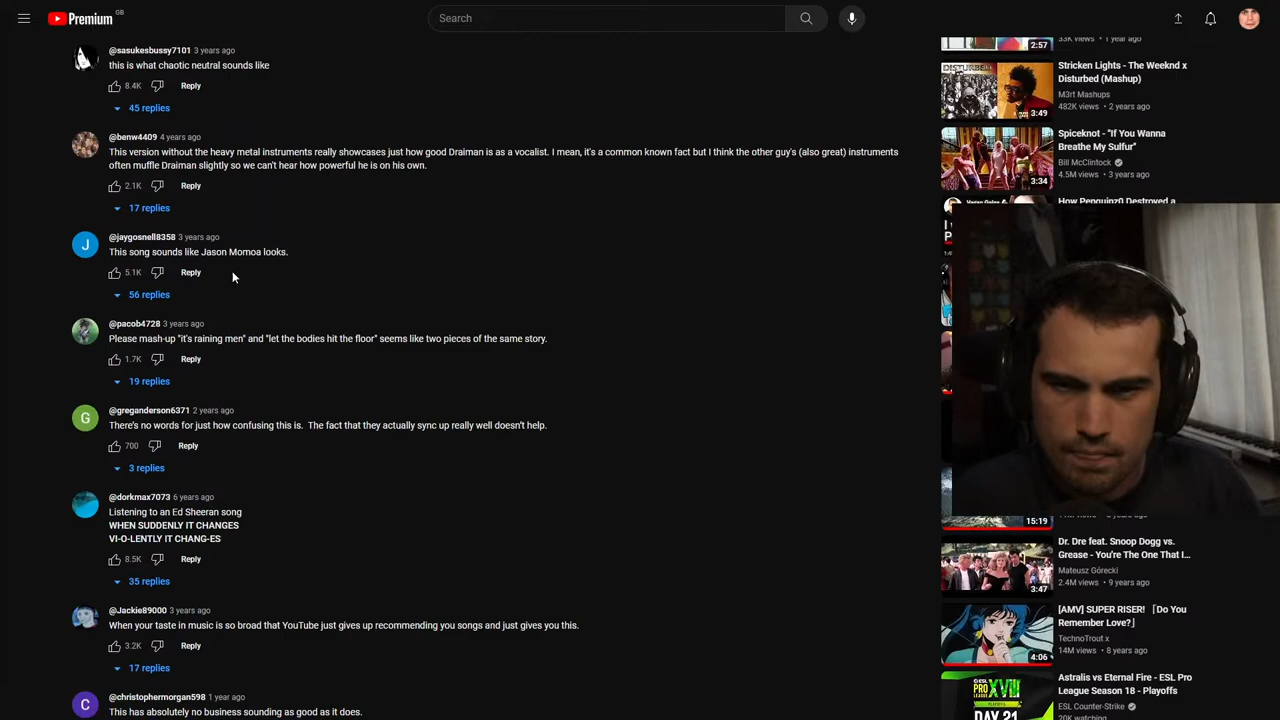 Premium GB
Search
@sasukesbussy7101 3 years ago
this is what chaotic neutral sounds like
8.4K Reply
45 replies
@benw4409 4 years ago
This version without the heavy metal instruments really showcases just how good Draiman is as a vocalist. I mean, it's a common known fact but I think the other guy's (also great) instruments
often muffle Draiman slightly so we can't hear how powerful he is on his own.
2.1K Reply
17 replies
J
@jaygosnell8358 3 years ago
This song sounds like Jason Momoa looks.
5.1K Reply
56 replies
@pacob4728 3 years ago
Please mash-up "it's raining men" and "let the bodies hit the floor" seems like two pieces of the same story.
1.7K Reply
19 replies
G
@greganderson6371 2 years ago
There's no words for just how confusing this is. The fact that they actually sync up really well doesn't help.
700 Reply
3 replies
@dorkmax7073 6 years ago
Listening to an Ed Sheeran song
WHEN SUDDENLY IT CHANGES
VI-O-LENTLY IT CHANG-ES
8.5K Reply
35 replies
@Jackie89000 3 years ago
When your taste in music is so broad that YouTube just gives up recommending you songs and just gives you this.
3.2K Reply
17 replies
C
@christophermorgan598 1 year ago
This has absolutely no business sounding as good as it does.
2:57
33K views • 1 year ago
DISTURBED
3:49
Stricken Lights - The Weeknd x
Disturbed (Mashup)
M3rt Mashups
482K views • 2 years ago
3:34
Spiceknot - "If You Wanna
Breathe My Sulfur"
Bill McClintock
4.5M views • 3 years ago
How Penguinz0 Destroyed a
15:19
3:47
Dr. Dre feat. Snoop Dogg vs.
Grease - You're The One That I...
Mateusz Górecki
2.4M views • 9 years ago
4:06
[AMV] SUPER RISER! 「Do You
Remember Love?」
TechnoTrout x
14M views • 8 years ago
ESL
PRO
LEAGUE
XVIII
PLAYOFFS
DAY 21
Astralis vs Eternal Fire - ESL Pro
League Season 18 - Playoffs
ESL Counter-Strike
20K watching